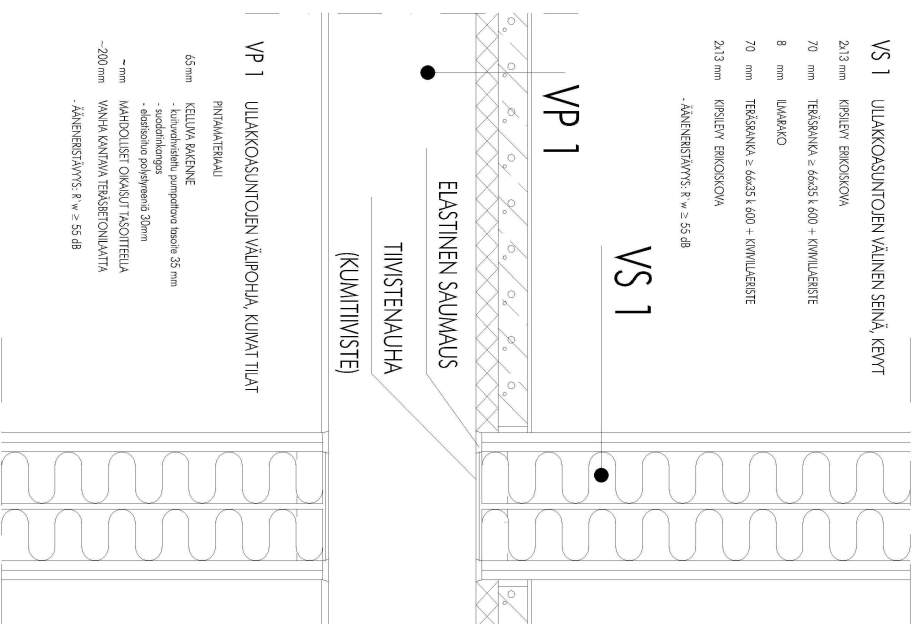 VS 1 ULLAKKOASUNTOJEN VÄLINEN SEINÄ, KEVYT
2x13 mm KIPSILEVY ERIKOISKOVA
70 mm TERÄSRANKA ≥ 66x35 k 600 + KIVIVILLAERISTE
8 mm ILMARAKO
70 mm TERÄSRANKA ≥ 66x35 k 600 + KIVIVILLAERISTE
2x13 mm KIPSILEVY ERIKOISKOVA
- ÄÄNENERISTÄVYYS: R'w ≥ 55 dB
VS 1
VP 1
ELASTINEN SAUMAUS
TIIVISTENAUHA
(KUMITIIVISTE)
VP 1 ULLAKKOASUNTOJEN VÄLIPOHJA, KUIVAT TILAT
PINTAMATERIAALI
65 mm KELLUVA RAKENNE
- kuituvahvistettu pumpattava tasoite 35 mm
- suodatinkangas
- elastisoitua polystyreeniä 30mm
~ mm MAHDOLLISET OIKAISUT TASOITTEELLA
~200 mm VANHA KANTAVA TERÄSBETONILAATTA
- ÄÄNENERISTÄVYYS: R'w ≥ 55 dB